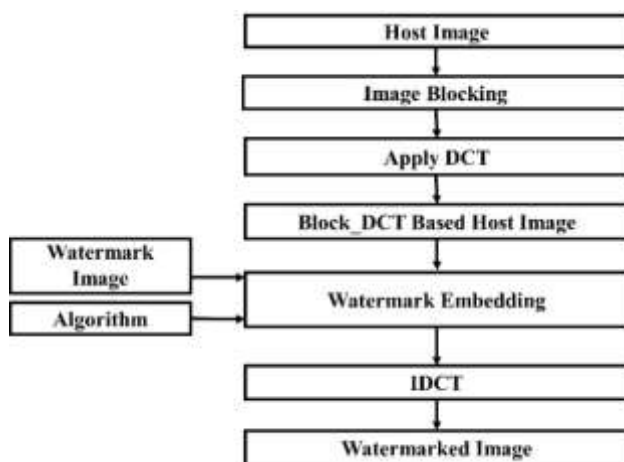 Host Image
Image Blocking
Apply DCT
Block_DCT Based Host Image
Watermark
Image
Algorithm
Watermark Embedding
IDCT
Watermarked Image